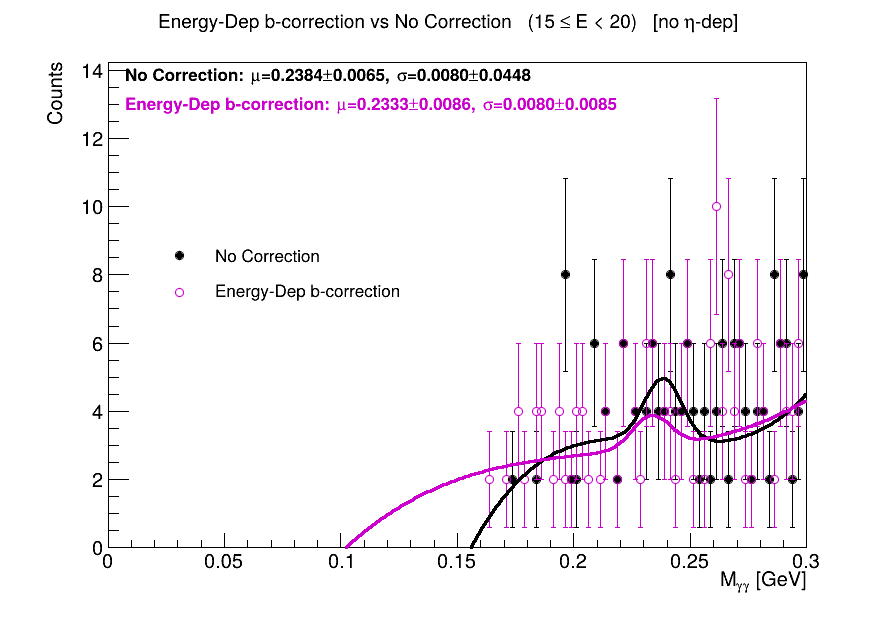 Energy-Dep b-correction vs No Correction (15 ≤ E < 20) [no η-dep]
Counts
No Correction: μ=0.2384±0.0065, σ=0.0080±0.0448
Energy-Dep b-correction: μ=0.2333±0.0086, σ=0.0080±0.0085
No Correction
Energy-Dep b-correction
14
12
10
8
6
4
2
0
0 0.05 0.1 0.15 0.2 0.25 0.3
Mγγ [GeV]